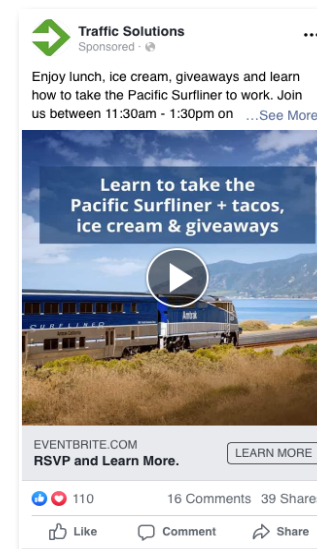 Traffic Solutions
Sponsored ·
Enjoy lunch, ice cream, giveaways and learn
how to take the Pacific Surfliner to work. Join
us between 11:30am - 1:30pm on ...See More
Learn to take the
Pacific Surfliner + tacos,
ice cream & giveaways
SURFLINER
Amtrak
EVENTBRITE.COM
RSVP and Learn More.
LEARN MORE
110
16 Comments 39 Share
Like Comment Share